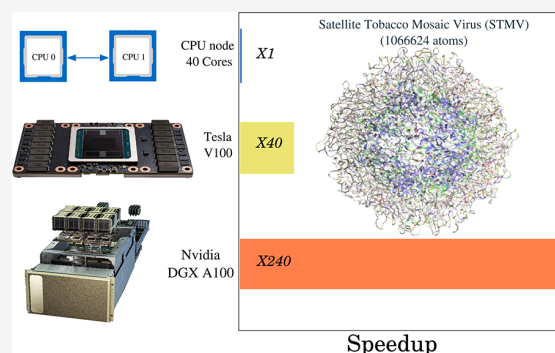 CPU 0
CPU 1
CPU node
40 Cores
X1
Satellite Tobacco Mosaic Virus (STMV)
(1066624 atoms)
Tesla
V100
X40
Nvidia
DGX A100
X240
Speedup